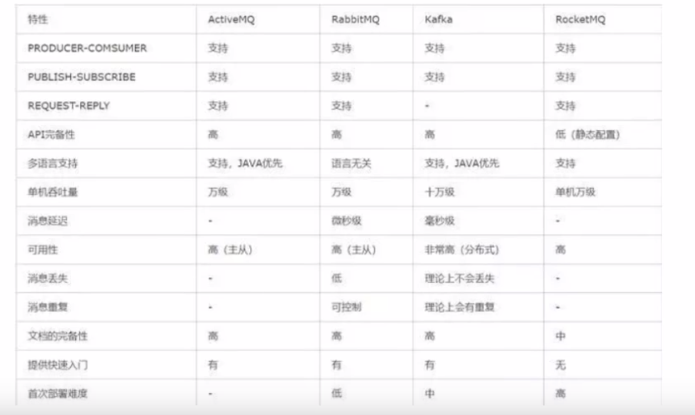 特性 ActiveMQ RabbitMQ Kafka RocketMQ
PRODUCER-COMSUMER 支持 支持 支持 支持
PUBLISH-SUBSCRIBE 支持 支持 支持 支持
REQUEST-REPLY 支持 支持 - 支持
API完备性 高 高 高 低（静态配置）
多语言支持 支持，JAVA优先 语言无关 支持，JAVA优先 支持
单机吞吐量 万级 万级 十万级 单机万级
消息延迟 - 微秒级 毫秒级 -
可用性 高（主从） 高（主从） 非常高（分布式） 高
消息丢失 - 低 理论上不会丢失 -
消息重复 - 可控制 理论上会有重复 -
文档的完备性 高 高 高 中
提供快速入门 有 有 有 无
首次部署难度 - 低 中 高